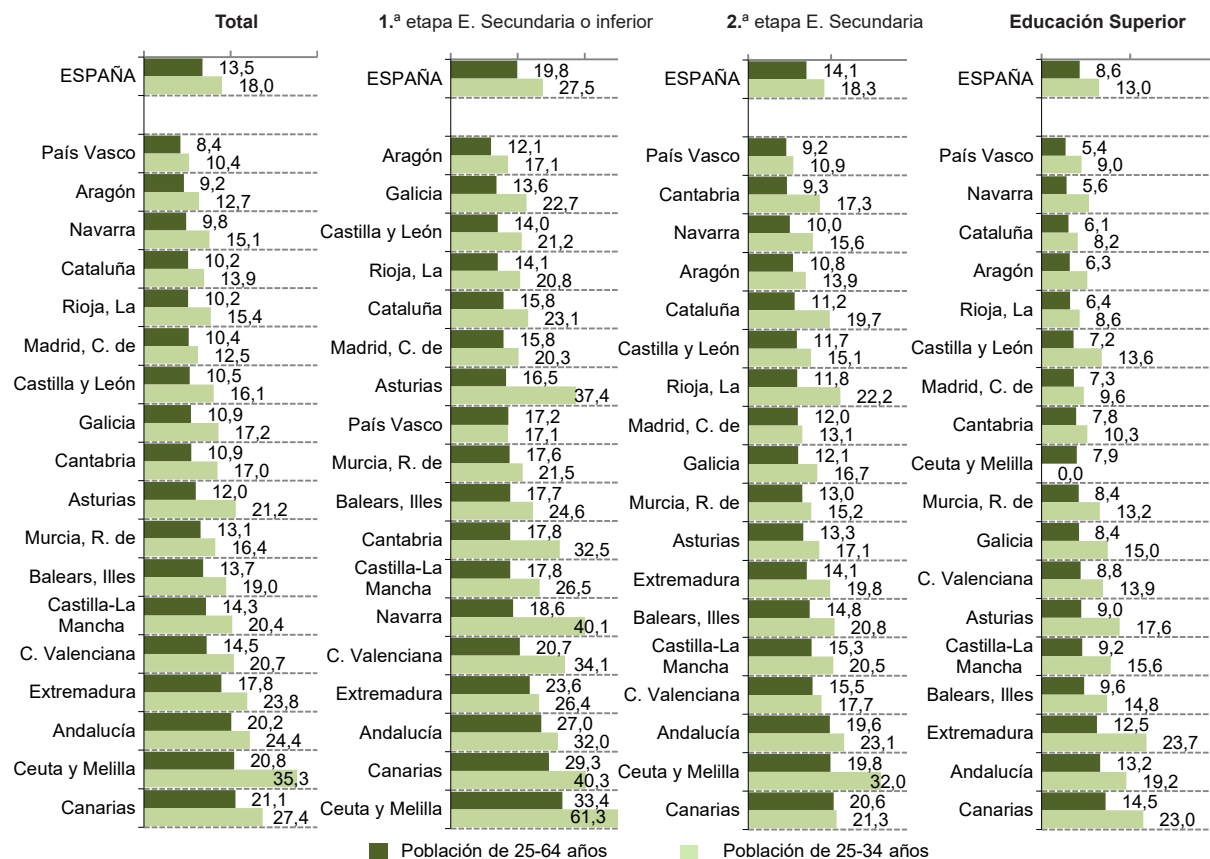 Total
ESPAÑA
13,5
18,0
País Vasco
8,4
10,4
Aragón
9,2
12,7
Navarra
9,8
15,1
Cataluña
10,2
13,9
Rioja, La
10,2
15,4
Madrid, C. de
10,4
12,5
Castilla y León
10,5
16,1
Galicia
10,9
17,2
Cantabria
10,9
17,0
Asturias
12,0
21,2
Murcia, R. de
13,1
16,4
Balears, Illes
13,7
19,0
Castilla-La
Mancha
14,3
20,4
C. Valenciana
14,5
20,7
Extremadura
17,8
23,8
Andalucía
20,2
24,4
Ceuta y Melilla
20,8
35,3
Canarias
21,1
27,4
1.ª etapa E. Secundaria o inferior
ESPAÑA
19,8
27,5
Aragón
12,1
17,1
Galicia
13,6
22,7
Castilla y León
14,0
21,2
Rioja, La
14,1
20,8
Cataluña
15,8
23,1
Madrid, C. de
15,8
20,3
Asturias
16,5
37,4
País Vasco
17,2
17,1
Murcia, R. de
17,6
21,5
Balears, Illes
17,7
24,6
Cantabria
17,8
32,5
Castilla-La
Mancha
17,8
26,5
Navarra
18,6
40,1
C. Valenciana
20,7
34,1
Extremadura
23,6
26,4
Andalucía
27,0
32,0
Canarias
29,3
40,3
Ceuta y Melilla
33,4
61,3
2.ª etapa E. Secundaria
ESPAÑA
14,1
18,3
País Vasco
9,2
10,9
Cantabria
9,3
17,3
Navarra
10,0
15,6
Aragón
10,8
13,9
Cataluña
11,2
19,7
Castilla y León
11,7
15,1
Rioja, La
11,8
22,2
Madrid, C. de
12,0
13,1
Galicia
12,1
16,7
Murcia, R. de
13,0
15,2
Asturias
13,3
17,1
Extremadura
14,1
19,8
Balears, Illes
14,8
20,8
Castilla-La
Mancha
15,3
20,5
C. Valenciana
15,5
17,7
Andalucía
19,6
23,1
Ceuta y Melilla
19,8
32,0
Canarias
20,6
21,3
Educación Superior
ESPAÑA
8,6
13,0
País Vasco
5,4
9,0
Navarra
5,6
Cataluña
6,1
8,2
Aragón
6,3
Rioja, La
6,4
8,6
Castilla y León
7,2
13,6
Madrid, C. de
7,3
9,6
Cantabria
7,8
10,3
Ceuta y Melilla
7,9
0,0
Murcia, R. de
8,4
13,2
Galicia
8,4
15,0
C. Valenciana
8,8
13,9
Asturias
9,0
17,6
Castilla-La
Mancha
9,2
15,6
Balears, Illes
9,6
14,8
Extremadura
12,5
23,7
Andalucía
13,2
19,2
Canarias
14,5
23,0
Población de 25-64 años
Población de 25-34 años